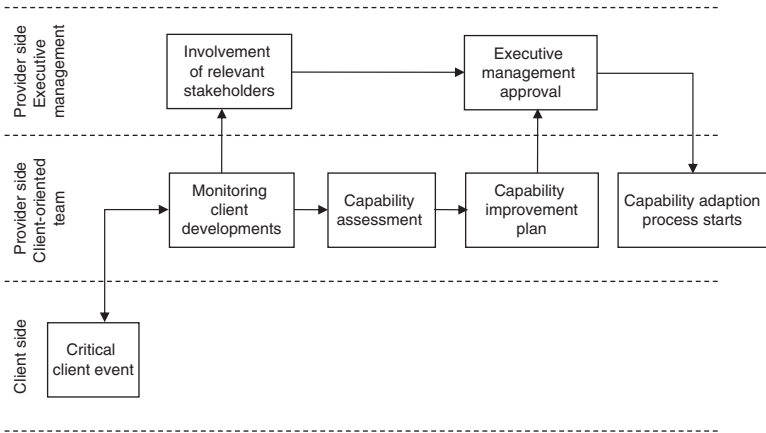 Provider side
Executive
management
Involvement
of relevant
stakeholders
Executive
management
approval
Provider side
Client-oriented
team
Monitoring
client
developments
Capability
assessment
Capability
improvement
plan
Capability adaption
process starts
Client side
Critical
client event